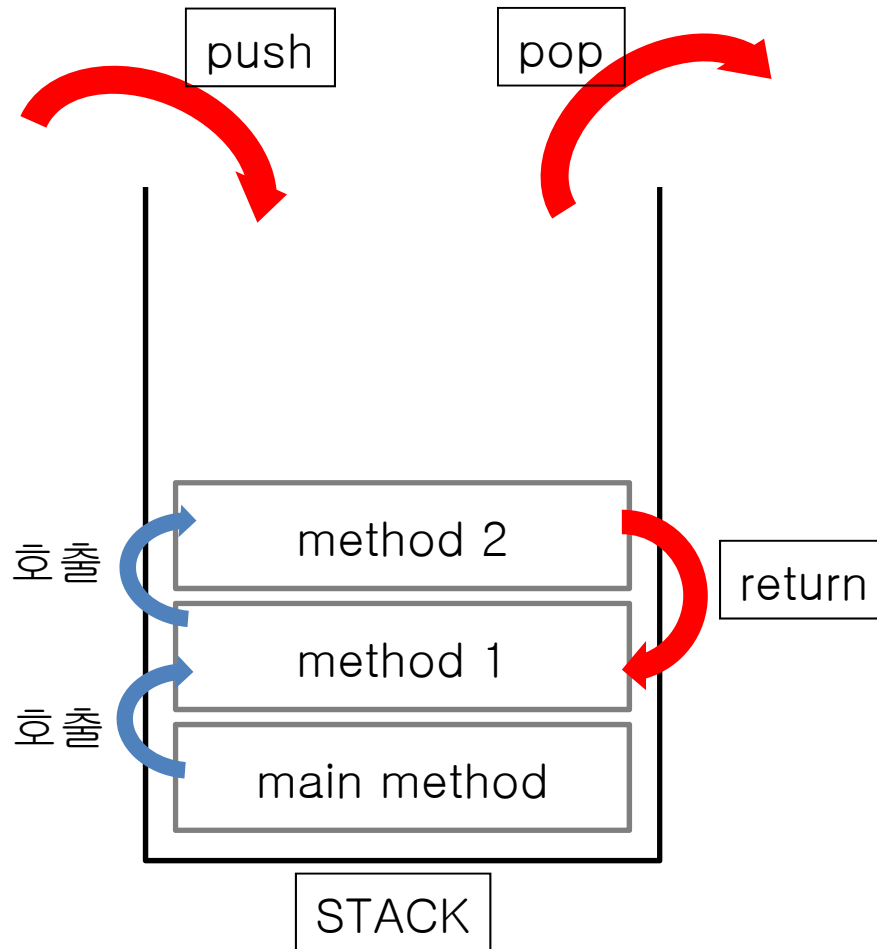 push
pop
method 2
호출
return
method 1
호출
main method
STACK